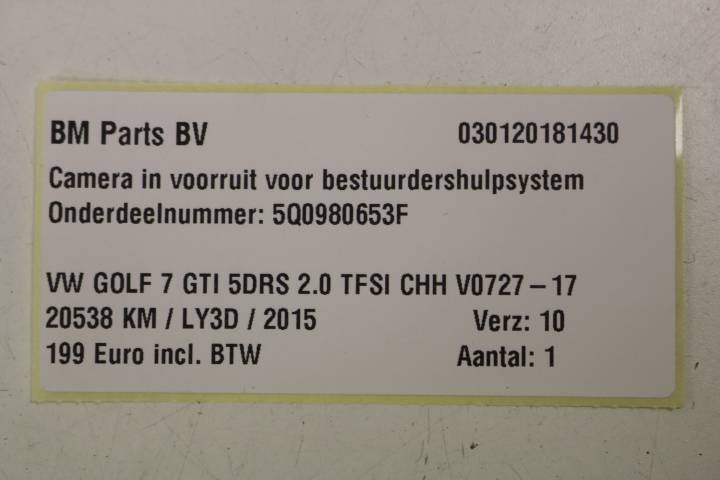 BM Parts BV 030120181430
Camera in voorruit voor bestuurdershulpsystem
Onderdeelnummer: 5Q0980653F
VW GOLF 7 GTI 5DRS 2.0 TFSI CHH V0727-17
20538 KM / LY3D / 2015 Verz: 10
199 Euro incl. BTW Aantal: 1